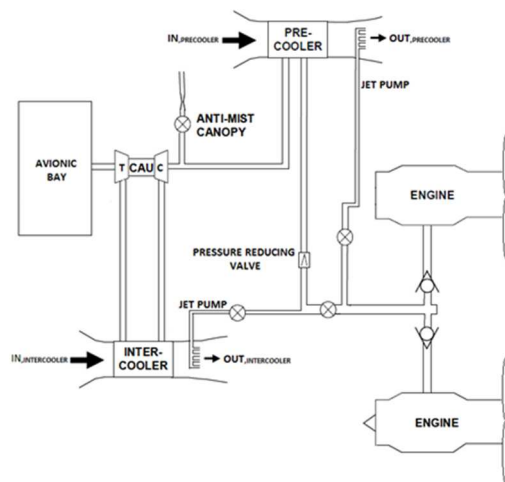 IN,PRECOOLER
PRE-
COOLER
OUT,PRECOOLER
JET PUMP
ANTI-MIST
CANOPY
AVIONIC
BAY
T
CAU
C
ENGINE
PRESSURE REDUCING
VALVE
JET PUMP
IN,INTERCOOLER
INTER-
COOLER
OUT,INTERCOOLER
ENGINE